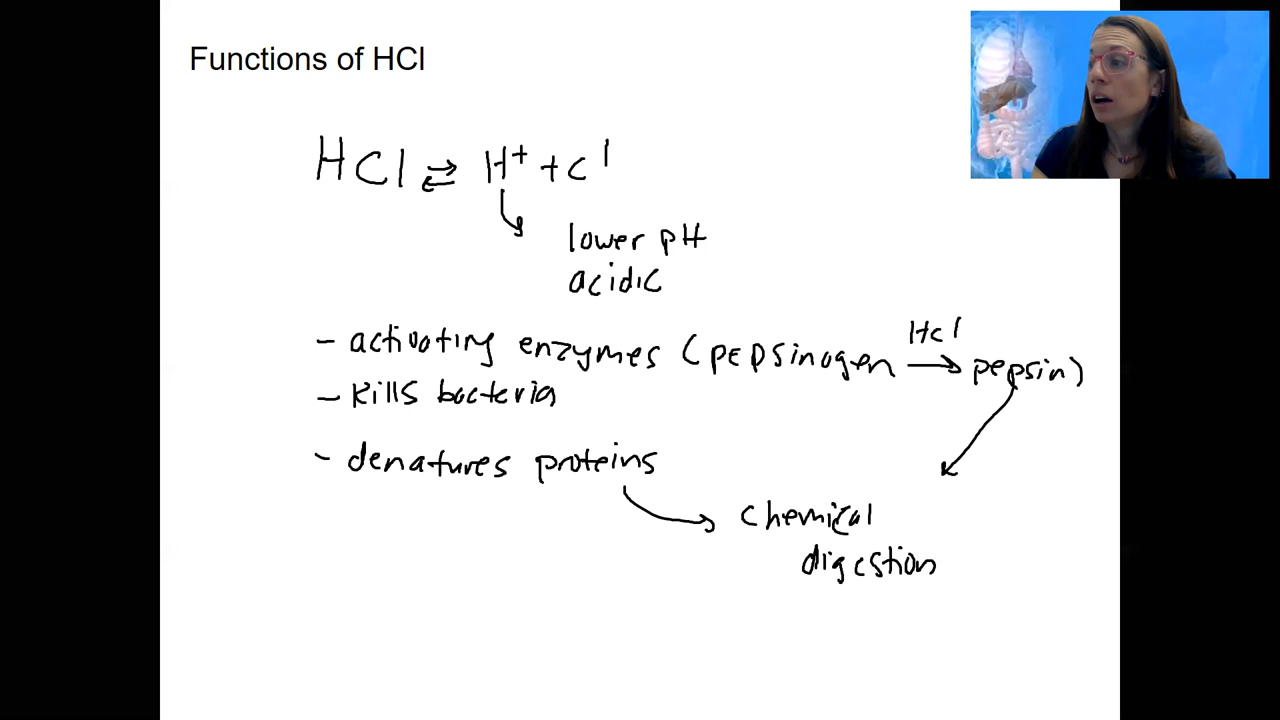 Functions of HCl
HCl ⇌ H+ + Cl
lower pH
acidic
- activating enzymes (pepsinogen HCl → pepsin)
- kills bacteria
- denatures proteins
chemical
digestion